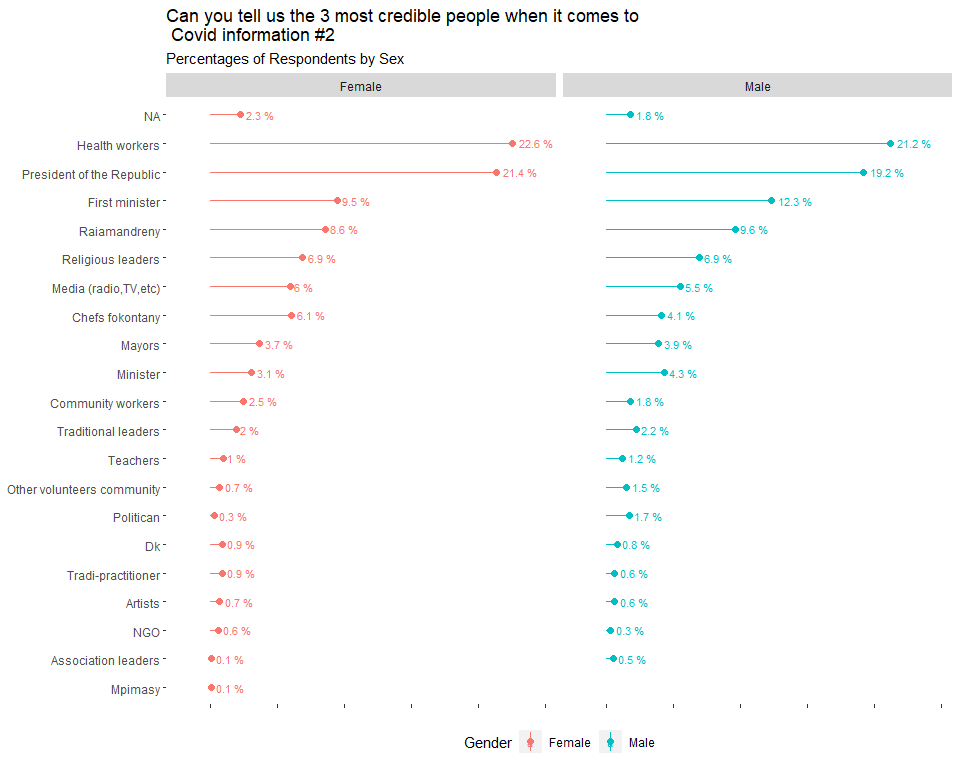 Can you tell us the 3 most credible people when it comes to
Covid information #2
Percentages of Respondents by Sex
Female Male
NA 2.3 % 1.8 %
Health workers 22.6 % 21.2 %
President of the Republic 21.4 % 19.2 %
First minister 9.5 % 12.3 %
Raiamandreny 8.6 % 9.6 %
Religious leaders 6.9 % 6.9 %
Media (radio,TV,etc) 6 % 5.5 %
Chefs fokontany 6.1 % 4.1 %
Mayors 3.7 % 3.9 %
Minister 3.1 % 4.3 %
Community workers 2.5 % 1.8 %
Traditional leaders 2 % 2.2 %
Teachers 1 % 1.2 %
Other volunteers community 0.7 % 1.5 %
Politican 0.3 % 1.7 %
Dk 0.9 % 0.8 %
Tradi-practitioner 0.9 % 0.6 %
Artists 0.7 % 0.6 %
NGO 0.6 % 0.3 %
Association leaders 0.1 % 0.5 %
Mpimasy 0.1 %
Gender Female Male